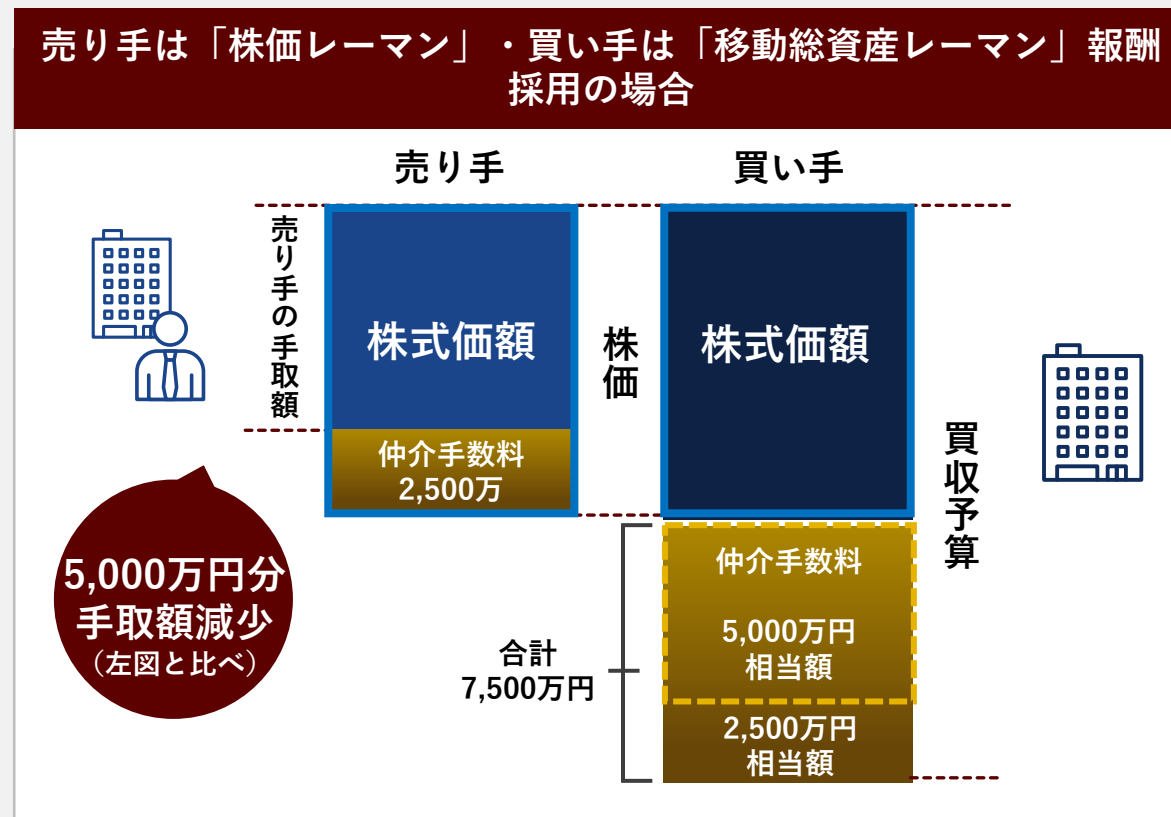 売り手は「株価レーマン」・買い手は「移動総資産レーマン」報酬
採用の場合
売り手
買い手
売り手の手取額
株式価額
仲介手数料
2,500万
株価
株式価額
買収予算
仲介手数料
5,000万円
相当額
2,500万円
相当額
合計
7,500万円
5,000万円分
手取額減少
（左図と比べ）